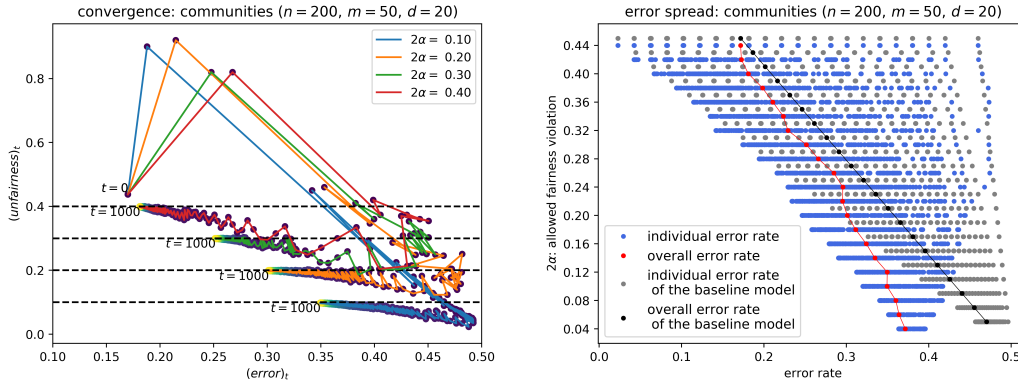 convergence: communities (n = 200, m = 50, d = 20)
(unfairness)t
0.8
0.6
0.4
0.2
0.0
2α = 0.10
2α = 0.20
2α = 0.30
2α = 0.40
t = 0
t = 1000
t = 1000
t = 1000
t = 1000
0.10 0.15 0.20 0.25 0.30 0.35 0.40 0.45 0.50
(error)t
error spread: communities (n = 200, m = 50, d = 20)
2α: allowed fairness violation
0.44
0.40
0.36
0.32
0.28
0.24
0.20
0.16
0.12
0.08
0.04
individual error rate
overall error rate
individual error rate
of the baseline model
overall error rate
of the baseline model
0.0 0.1 0.2 0.3 0.4 0.5
error rate